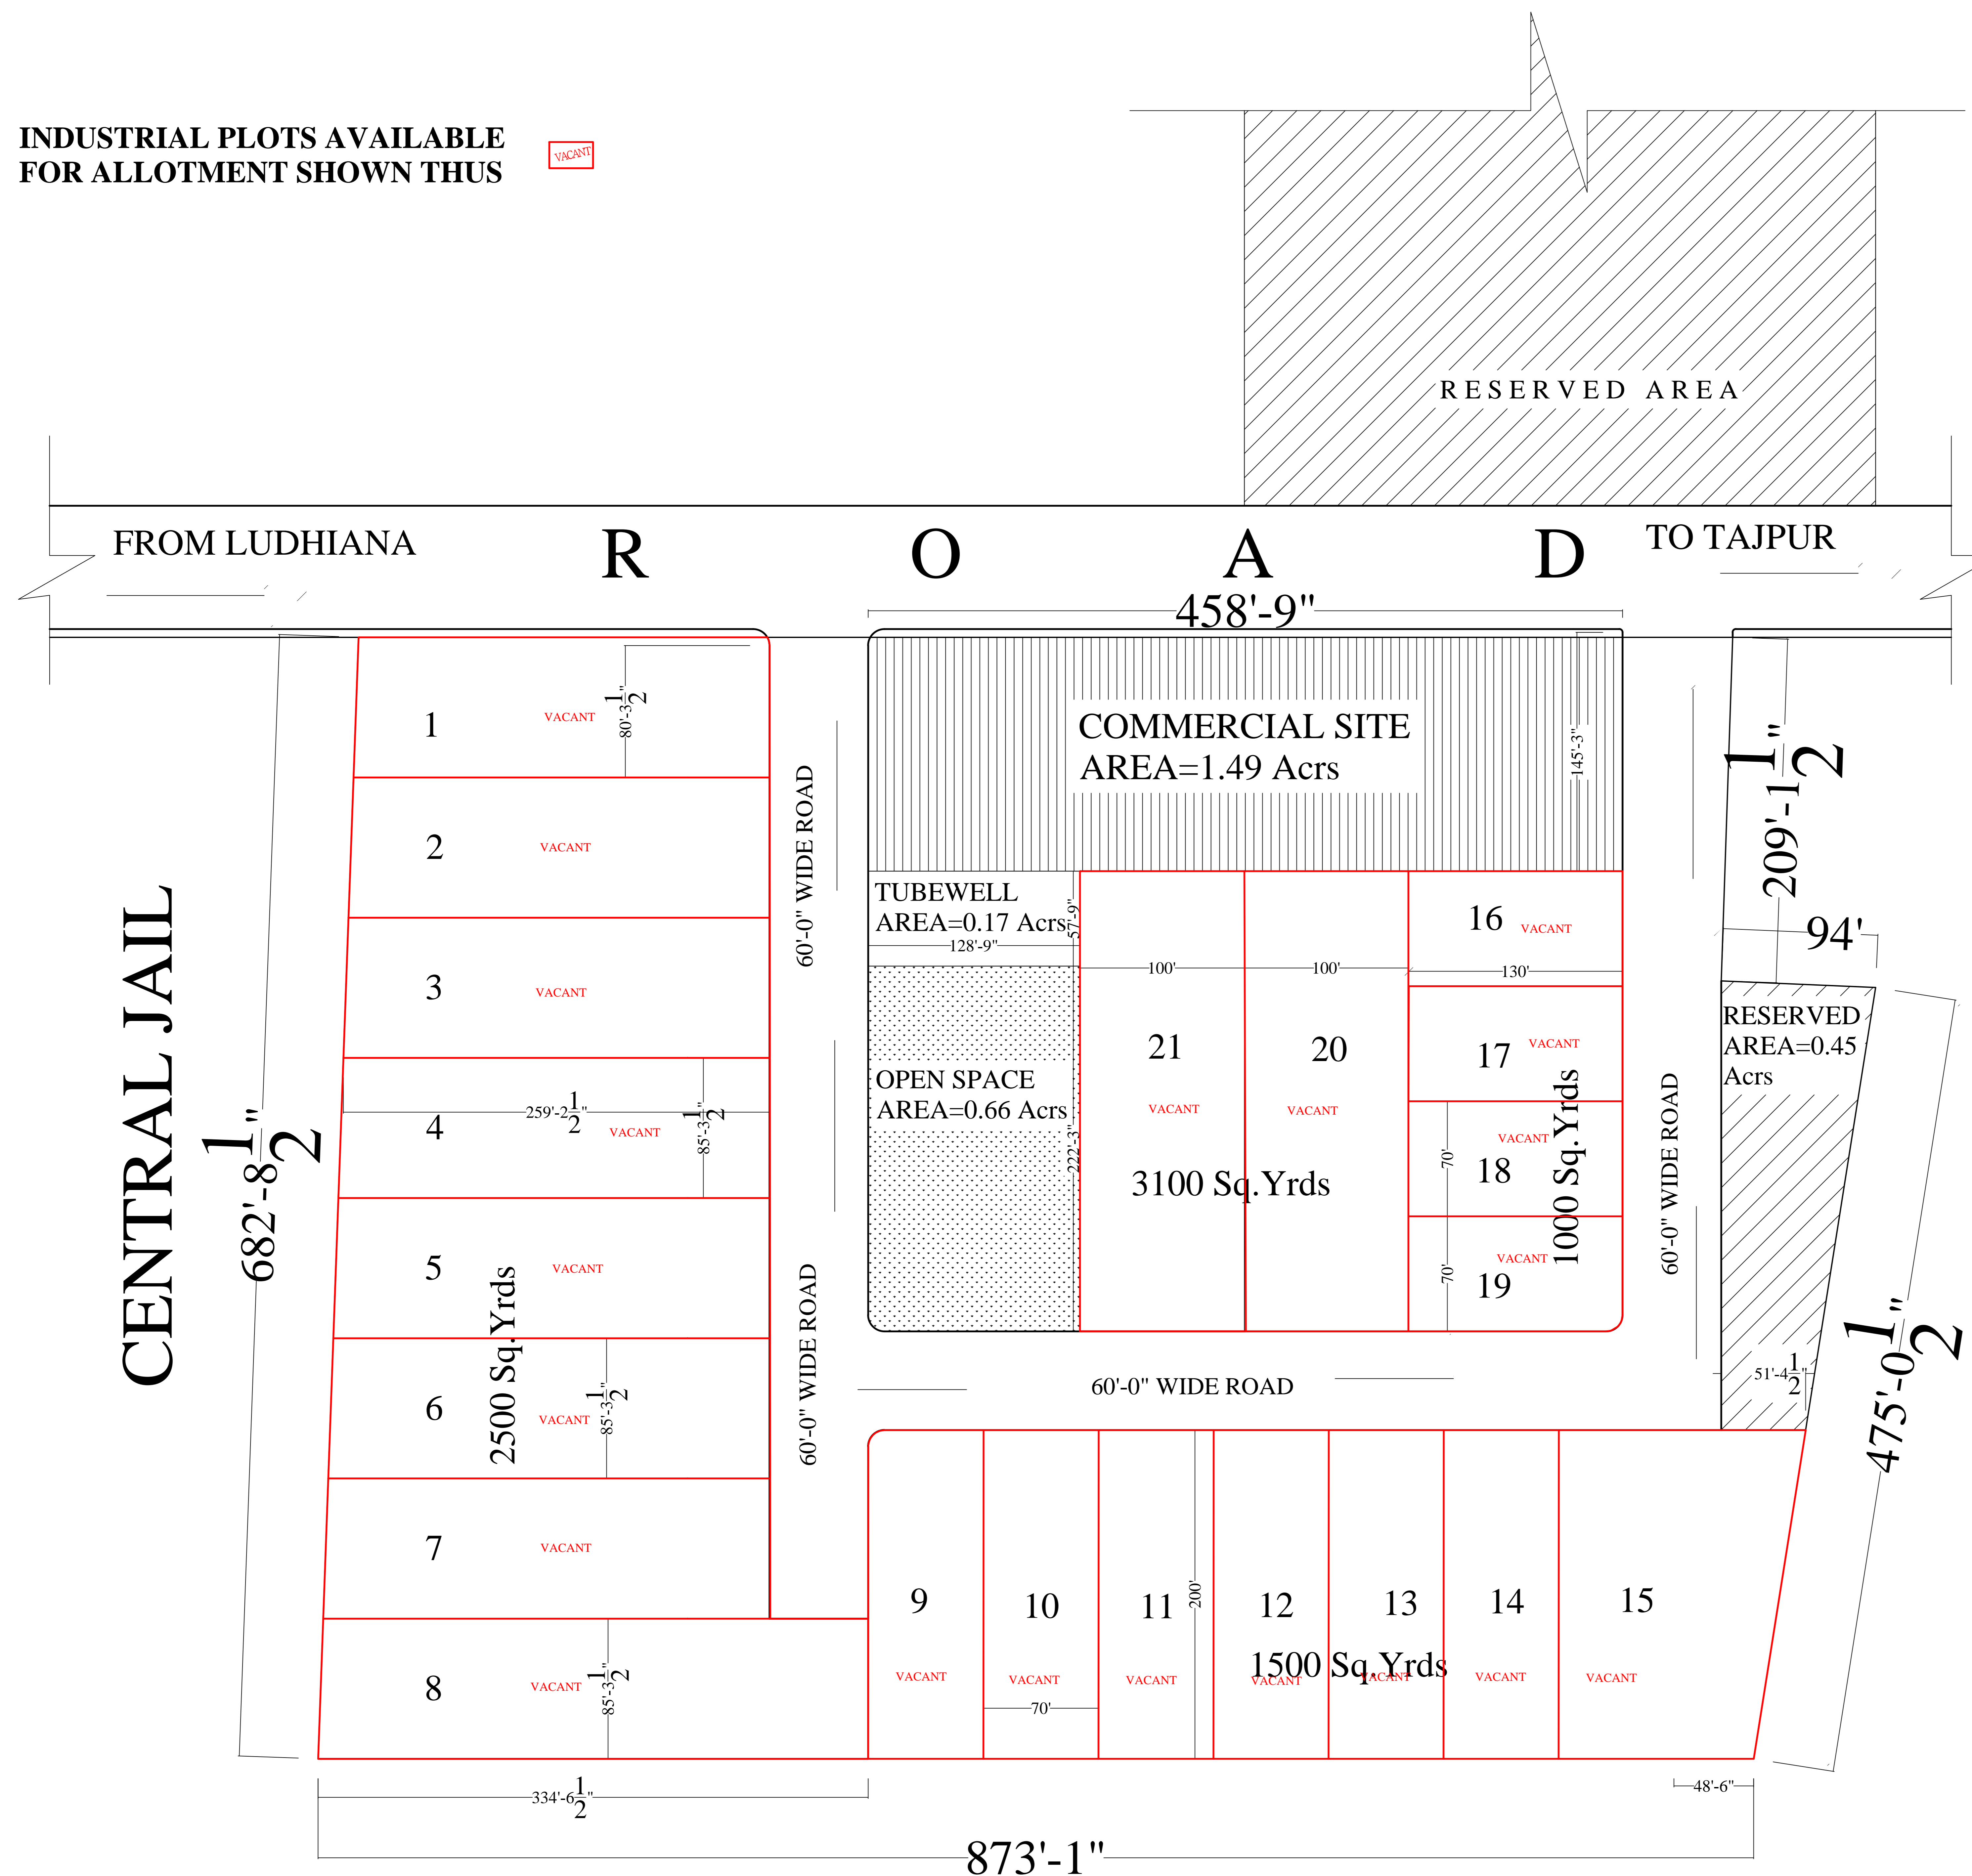 INDUSTRIAL PLOTS AVAILABLE
FOR ALLOTMENT SHOWN THUS
VACANT
RESERVED AREA
FROM LUDHIANA
R O A D
TO TAJPUR
458'-9"
CENTRAL JAIL
682'-8 1/2"
1
VACANT
80'-3 1/2"
2
VACANT
3
VACANT
4
259'-2 1/2"
VACANT
85'-3 1/2"
5
VACANT
2500 Sq.Yrds
6
VACANT
85'-3 1/2"
7
VACANT
8
VACANT
85'-3 1/2"
60'-0" WIDE ROAD
60'-0" WIDE ROAD
COMMERCIAL SITE
AREA=1.49 Acrs
145'-3"
TUBEWELL
AREA=0.17 Acrs
128'-9"
57'-9"
OPEN SPACE
AREA=0.66 Acrs
222'-3"
100'
21
VACANT
100'
20
VACANT
3100 Sq.Yrds
16
VACANT
130'
17
VACANT
18
VACANT
70'
19
VACANT
70'
1000 Sq.Yrds
60'-0" WIDE ROAD
209'-1 1/2"
94'
RESERVED
AREA=0.45
Acrs
51'-4 1/2"
475'-0 1/2"
60'-0" WIDE ROAD
9
VACANT
10
VACANT
70'
11
VACANT
200'
12
VACANT
13
VACANT
1500 Sq.Yrds
14
VACANT
15
VACANT
334'-6 1/2"
48'-6"
873'-1"